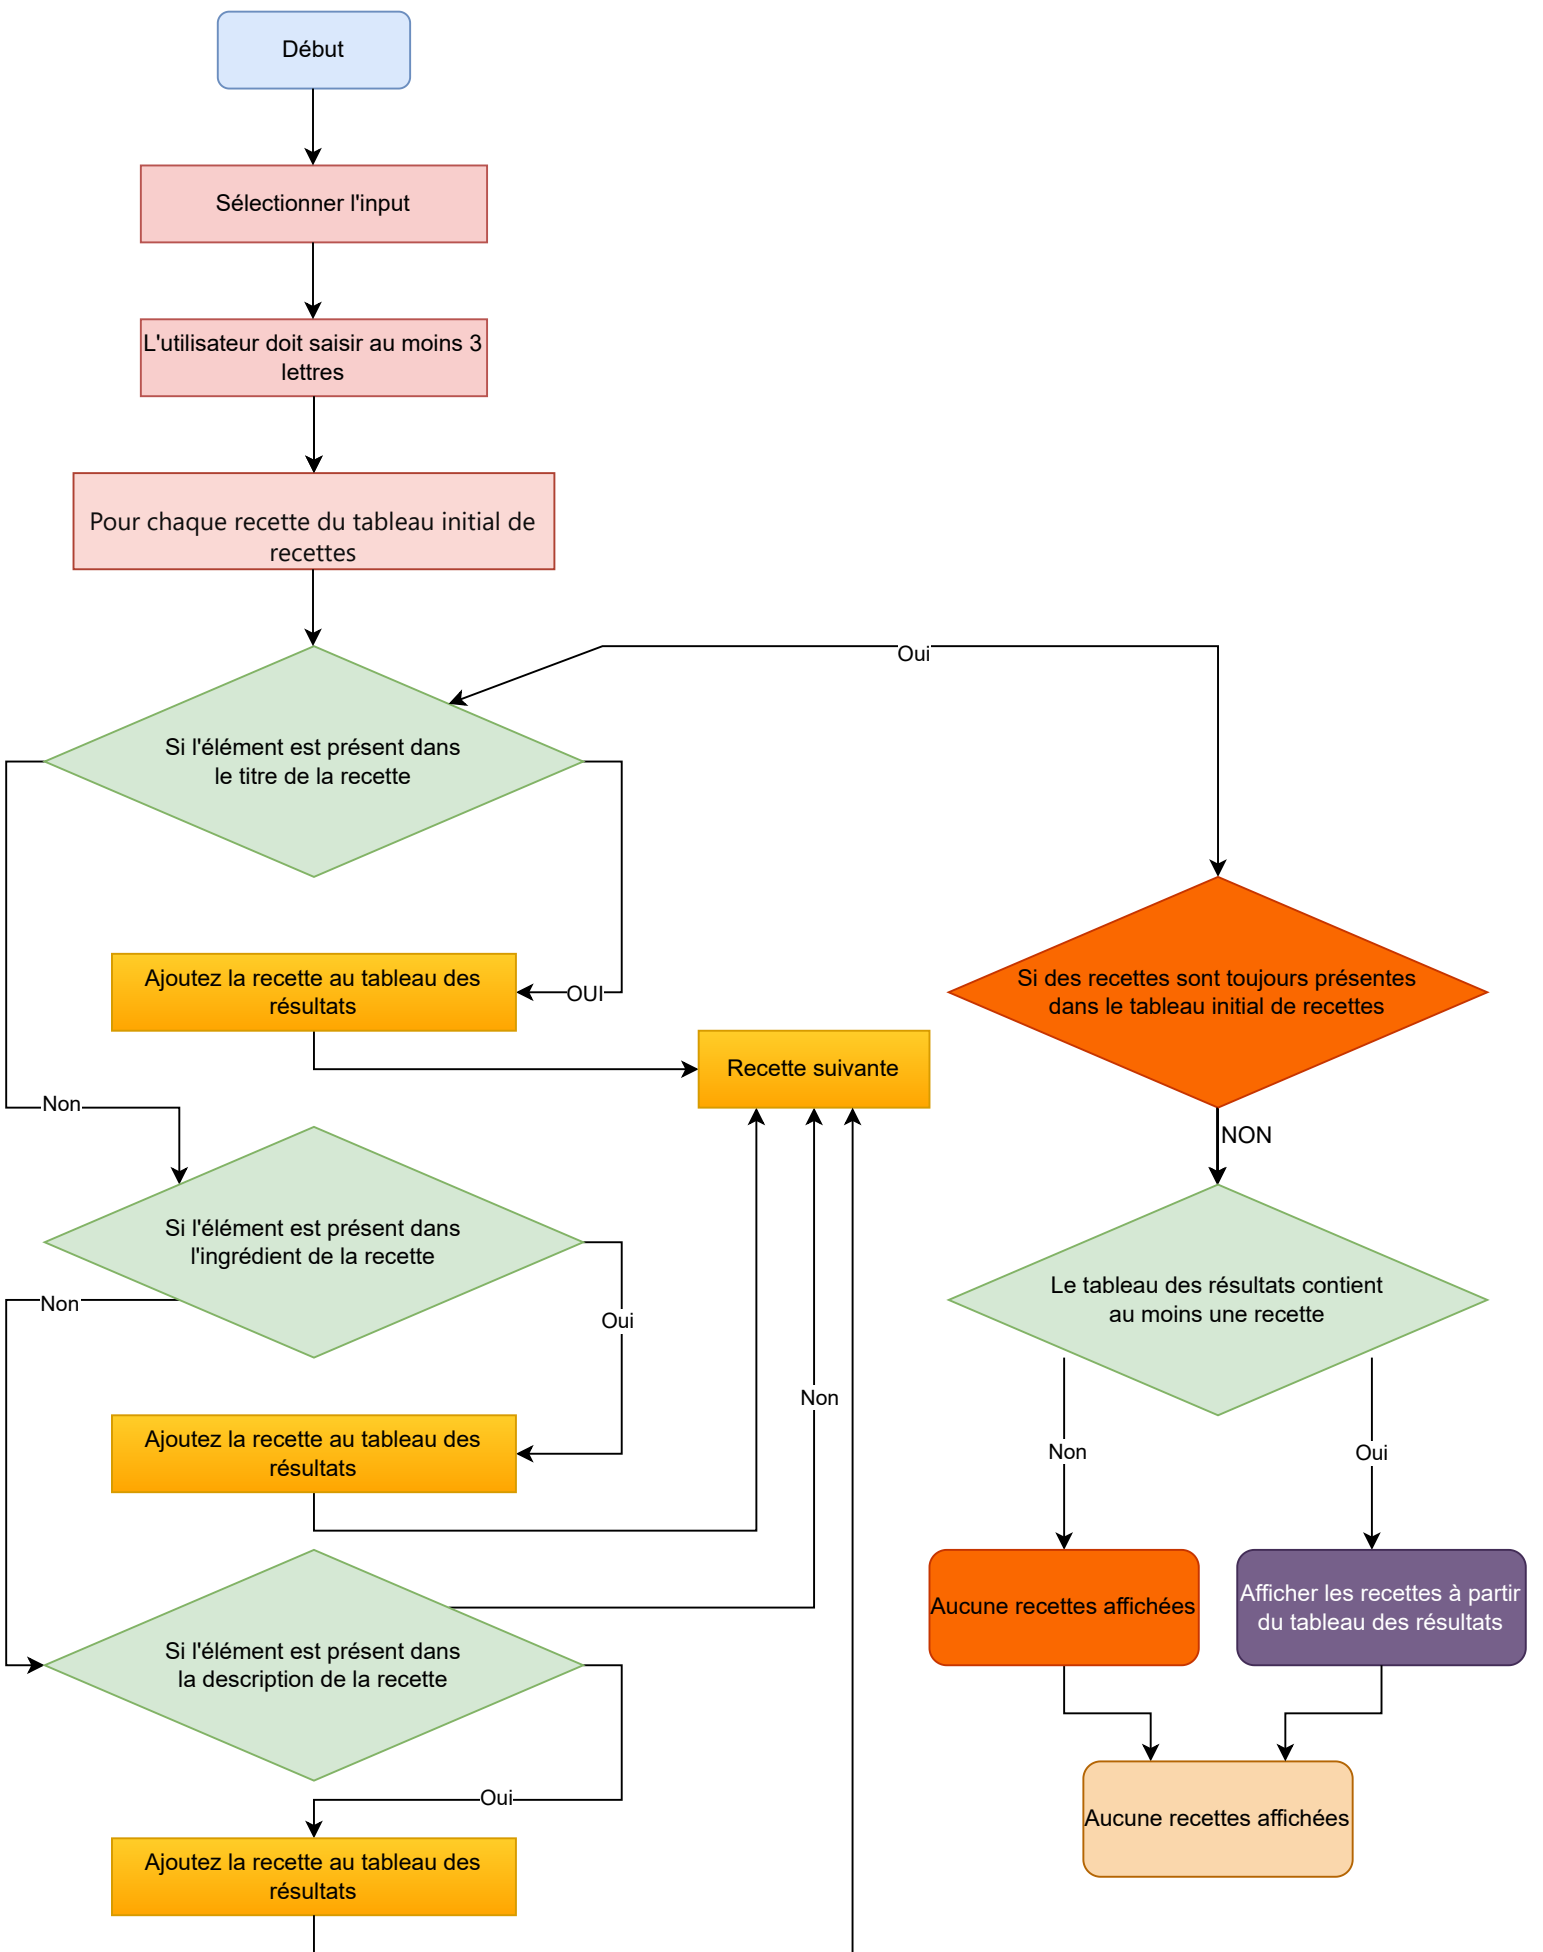 Début
Sélectionner l'input
L'utilisateur doit saisir au moins 3
lettres
Pour chaque recette du tableau initial de
recettes
Oui
Si l'élément est présent dans
le titre de la recette
Ajoutez la recette au tableau des
résultats
OUI
Si des recettes sont toujours présentes
dans le tableau initial de recettes
Recette suivante
Non
NON
Si l'élément est présent dans
l'ingrédient de la recette
Non
Oui
Le tableau des résultats contient
au moins une recette
Non
Ajoutez la recette au tableau des
résultats
Non
Oui
Si l'élément est présent dans
la description de la recette
Aucune recettes affichées
Afficher les recettes à partir
du tableau des résultats
Oui
Aucune recettes affichées
Ajoutez la recette au tableau des
résultats